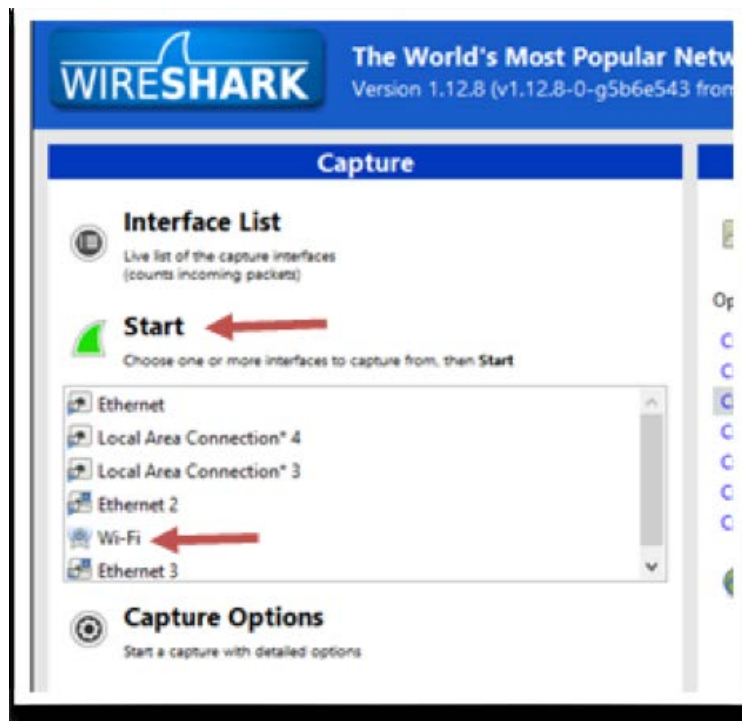 WIRESHARK
The World's Most Popular Netw
Version 1.12.8 (v1.12.8-0-g5b6e543 from
Capture
Interface List
Live list of the capture interfaces
(counts incoming packets)
Start
Choose one or more interfaces to capture from, then Start
Ethernet
Local Area Connection* 4
Local Area Connection* 3
Ethernet 2
Wi-Fi
Ethernet 3
Capture Options
Start a capture with detailed options
Op
C
C
C
C
C
C
C